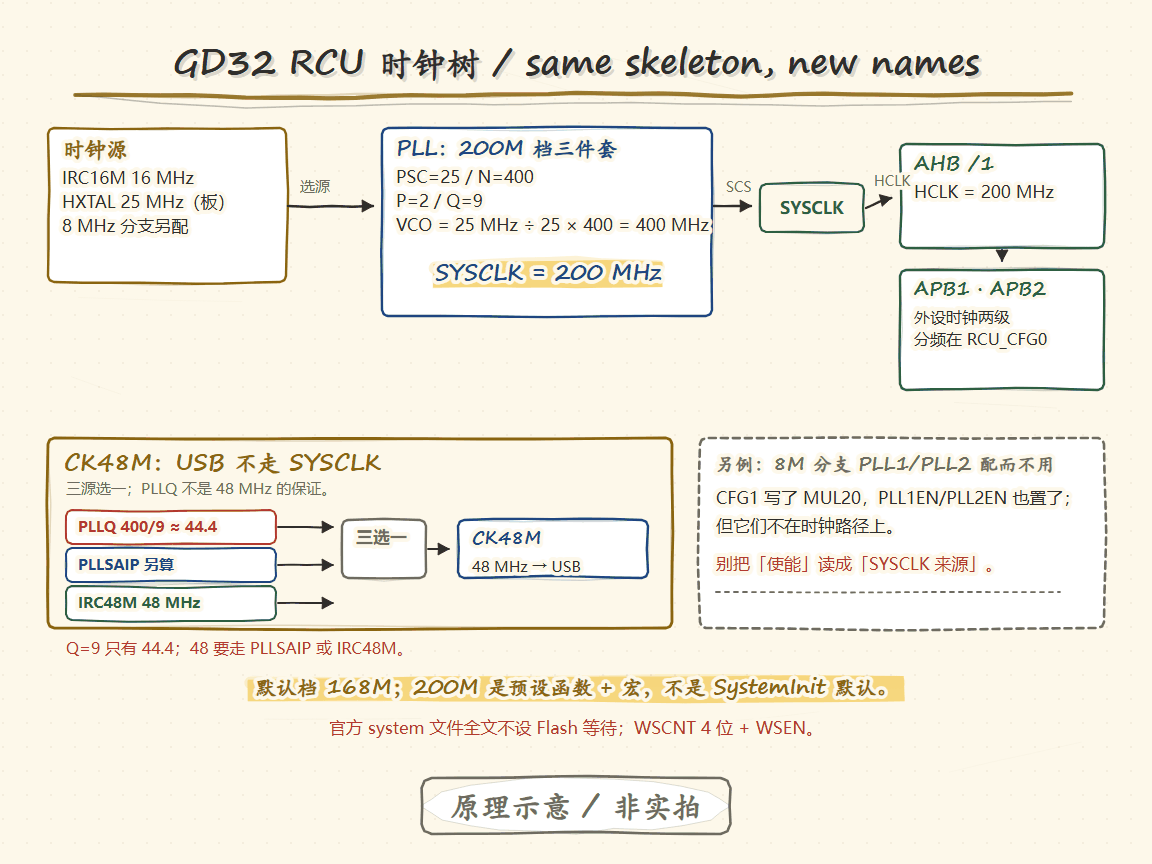 GD32 RCU 时钟树 / same skeleton, new names
时钟源
IRC16M 16 MHz
HXTAL 25 MHz（板）
8 MHz 分支另配
选源
PLL：200M 档三件套
PSC=25 / N=400
P=2 / Q=9
VCO = 25 MHz ÷ 25 × 400 = 400 MHz;
SYSCLK = 200 MHz
SCS
SYSCLK
HCLK
AHB /1
HCLK = 200 MHz
APB1 · APB2
外设时钟两级
分频在 RCU_CFG0
CK48M：USB 不走 SYSCLK
三源选一；PLLQ 不是 48 MHz 的保证。
PLLQ 400/9 ≈ 44.4
PLLSAIP 另算
IRC48M 48 MHz
三选一
CK48M
48 MHz → USB
Q=9 只有 44.4；48 要走 PLLSAIP 或 IRC48M。
另例：8M 分支 PLL1/PLL2 配而不用
CFG1 写了 MUL20，PLL1EN/PLL2EN 也置了；
但它们不在时钟路径上。
别把「使能」读成「SYSCLK 来源」。
默认档 168M；200M 是预设函数 + 宏，不是 SystemInit 默认。
官方 system 文件全文不设 Flash 等待；WSCNT 4 位 + WSEN。
原理示意 / 非实拍